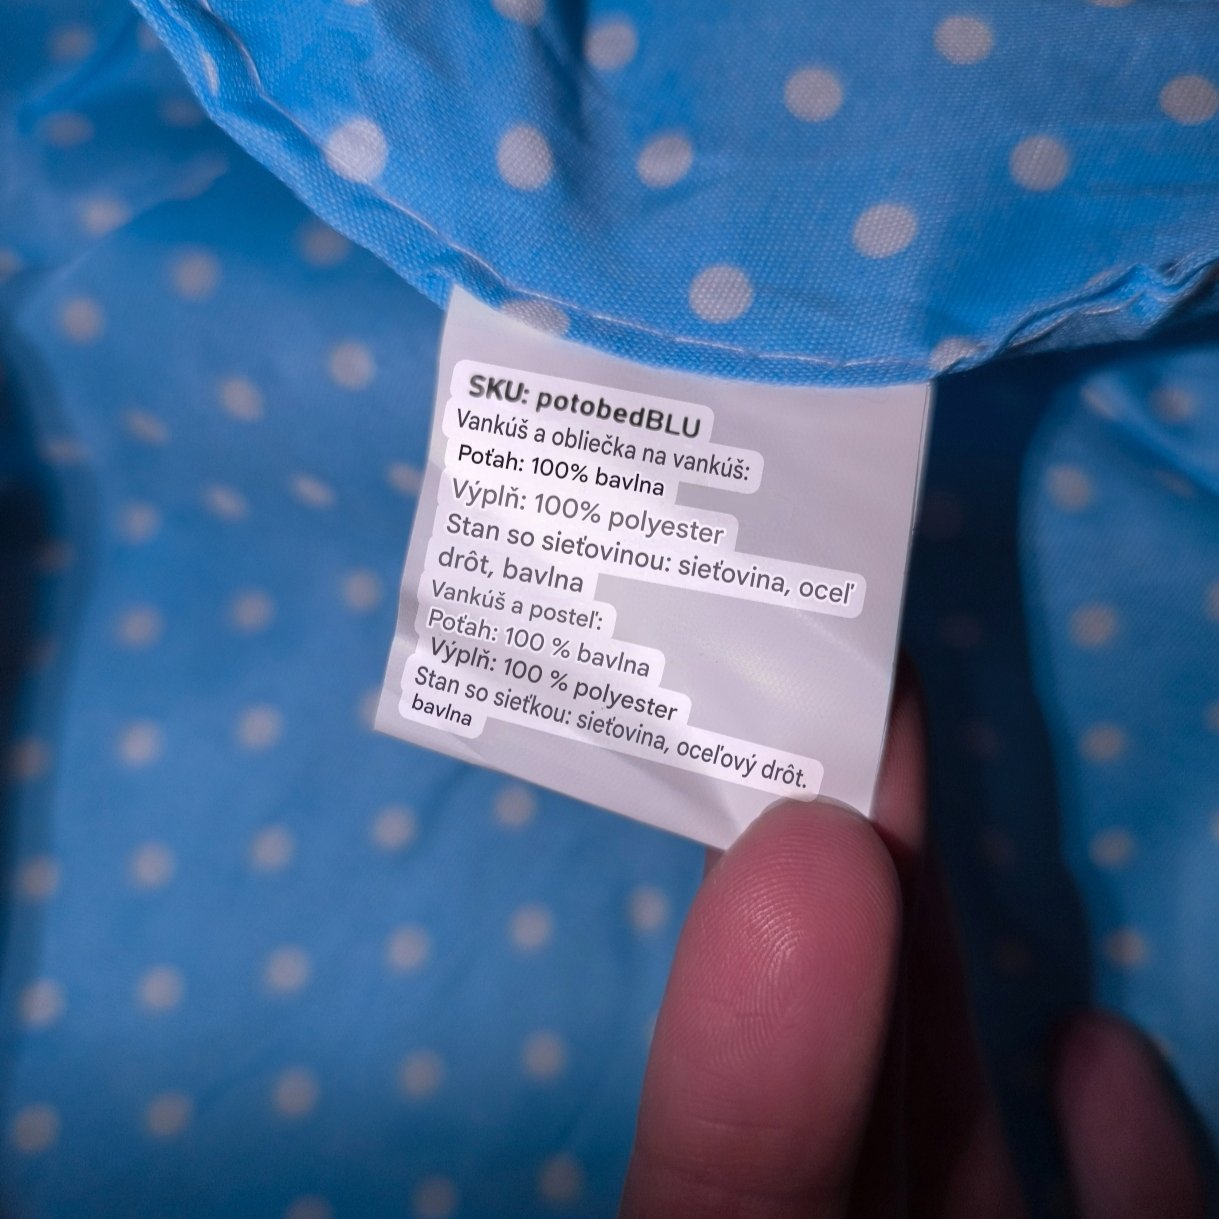 SKU: potobedBLU
Vankúš a obliečka na vankúš:
Poťah: 100% bavlna
Výplň: 100% polyester
Stan so sieťovinou: sieťovina, oceľ
drôt, bavlna
Vankúš a posteľ:
Poťah: 100 % bavlna
Výplň: 100 % polyester
Stan so sieťkou: sieťovina, oceľový drôt.
bavlna